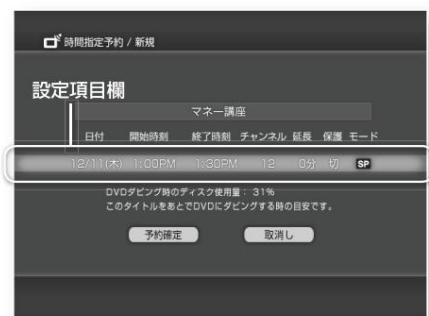 時間指定予約 / 新規
設定項目欄
マネー講座
日付 開始時刻 終了時刻 チャンネル 延長 保護 モード
12/11(木) 1:00PM 1:30PM 12 0分 切 SP
DVDダビング時のディスク使用量： 31%
このタイトルをあとでDVDにダビングする時の目安です。
予約確定 取消し